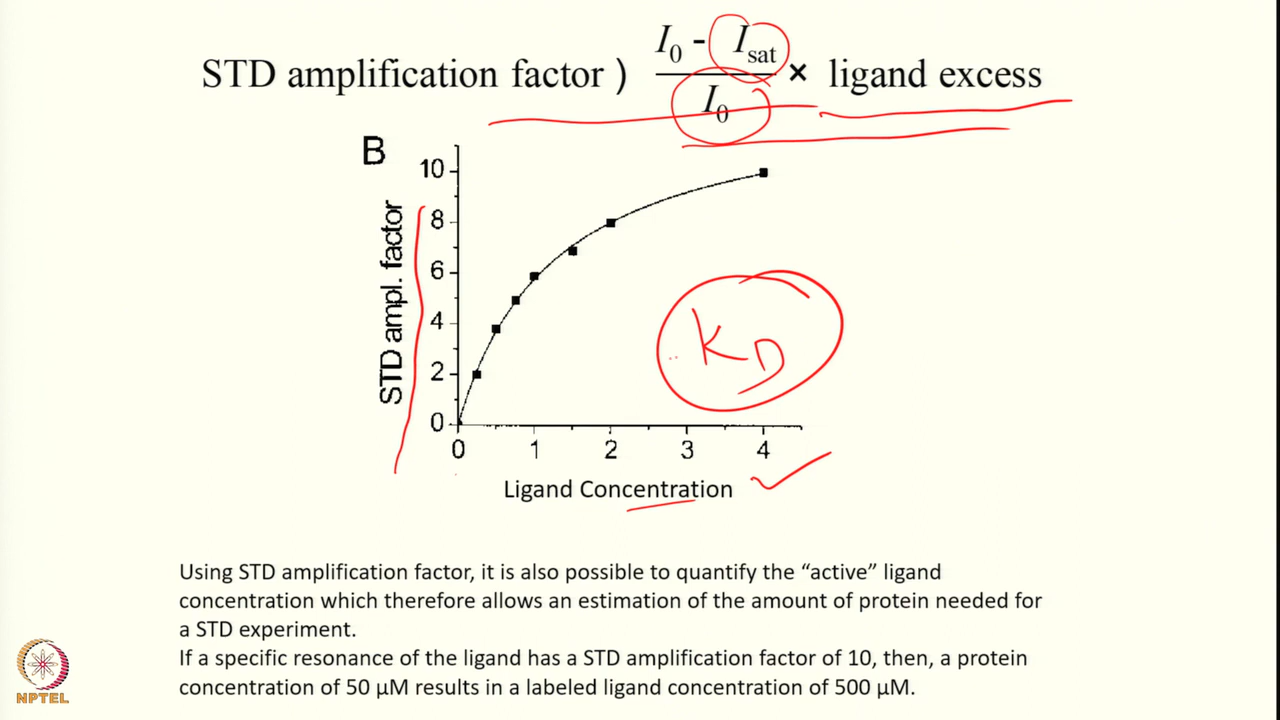 STD amplification factor ) I0 - Isat / I0 × ligand excess
B
STD ampl. factor
10
8
6
4
2
0
0 1 2 3 4
KD
Ligand Concentration
Using STD amplification factor, it is also possible to quantify the “active” ligand
concentration which therefore allows an estimation of the amount of protein needed for
a STD experiment.
If a specific resonance of the ligand has a STD amplification factor of 10, then, a protein
concentration of 50 µM results in a labeled ligand concentration of 500 µM.
NPTEL